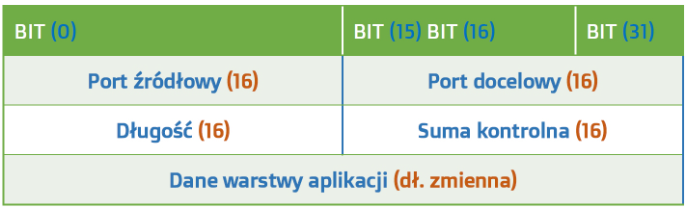 BIT (0) BIT (15) BIT (16) BIT (31)
Port źródłowy (16) Port docelowy (16)
Długość (16) Suma kontrolna (16)
Dane warstwy aplikacji (dł. zmienna)